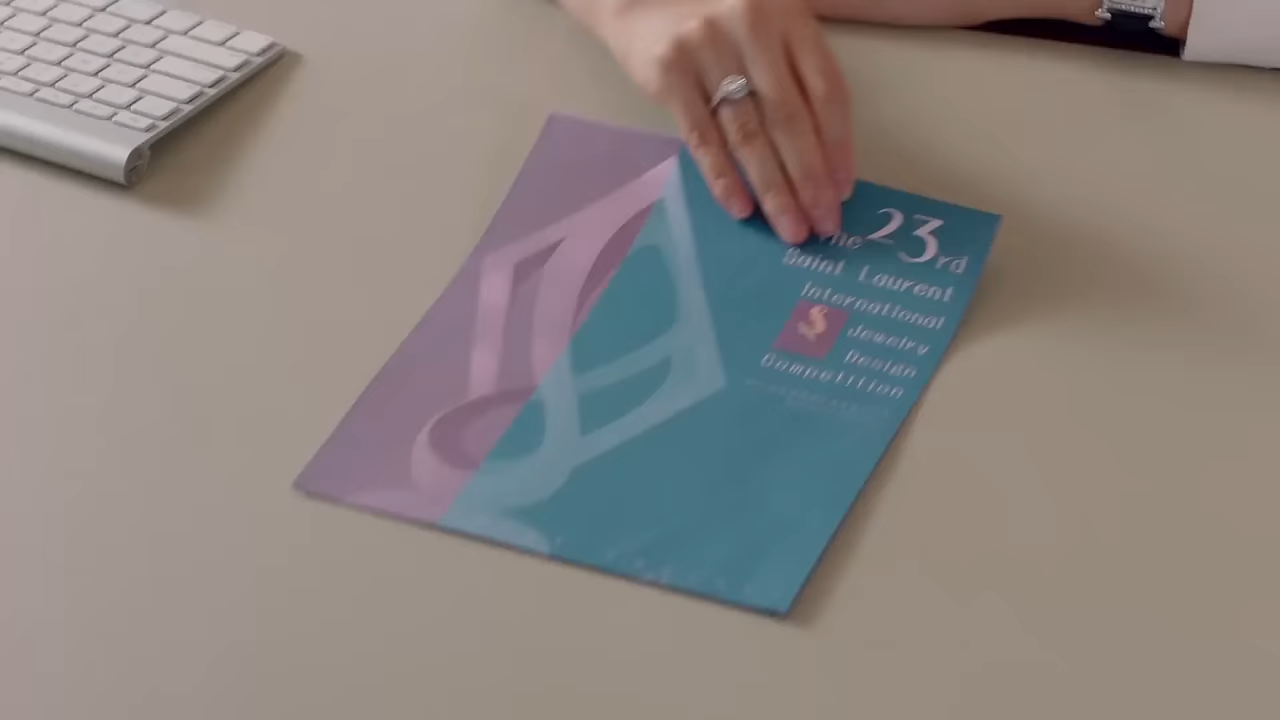 The 23rd
Saint Laurent
International
Jewelry
Design
Competition